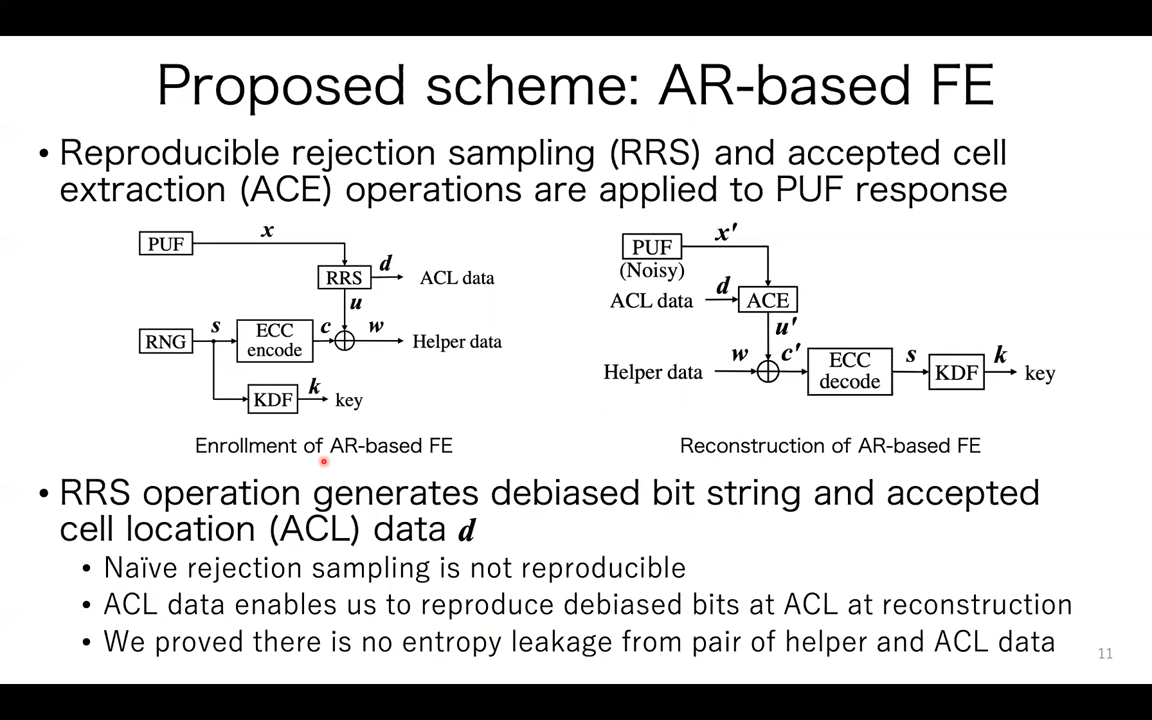 Proposed scheme: AR-based FE
• Reproducible rejection sampling (RRS) and accepted cell
extraction (ACE) operations are applied to PUF response
PUF
x
RRS
d
ACL data
u
RNG
s
ECC
encode
c
w
Helper data
KDF
k
key
Enrollment of AR-based FE
PUF
(Noisy)
x'
ACL data
d
ACE
u'
Helper data
w
c'
ECC
decode
s
KDF
k
key
Reconstruction of AR-based FE
• RRS operation generates debiased bit string and accepted
cell location (ACL) data d
• Naïve rejection sampling is not reproducible
• ACL data enables us to reproduce debiased bits at ACL at reconstruction
• We proved there is no entropy leakage from pair of helper and ACL data
11